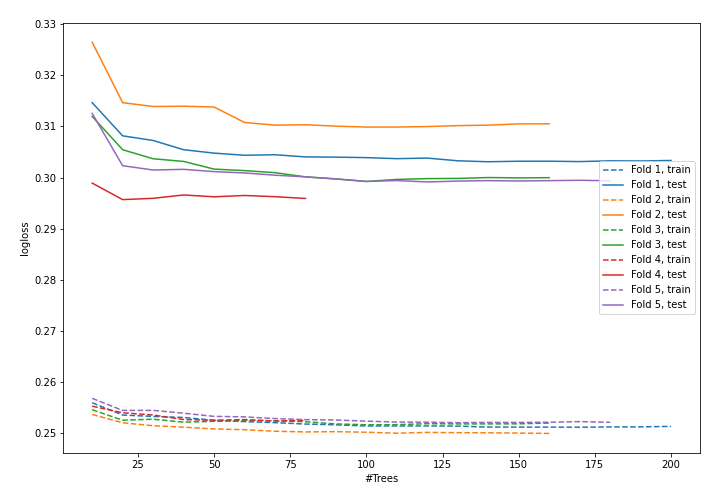 0.33
0.32
0.31
0.30
0.29
0.28
0.27
0.26
0.25
logloss
25
50
75
100
125
150
175
200
#Trees
Fold 1, train
Fold 1, test
Fold 2, train
Fold 2, test
Fold 3, train
Fold 3, test
Fold 4, train
Fold 4, test
Fold 5, train
Fold 5, test